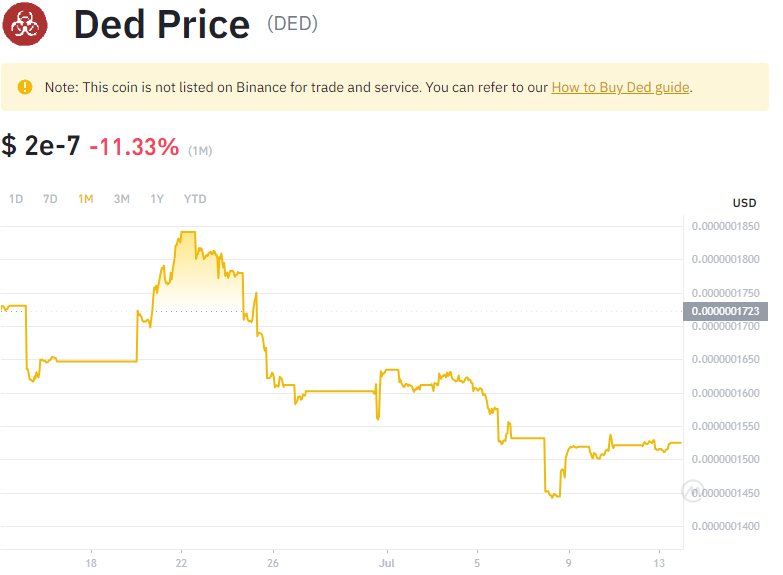 Ded Price (DED)
Note: This coin is not listed on Binance for trade and service. You can refer to our How to Buy Ded guide.
$ 2e-7 -11.33% (1M)
1D 7D 1M 3M 1Y YTD
USD
0.0000001850
0.0000001800
0.0000001750
0.0000001723
0.0000001700
0.0000001650
0.0000001600
0.0000001550
0.0000001500
0.0000001450
0.0000001400
18 22 26 Jul 5 9 13